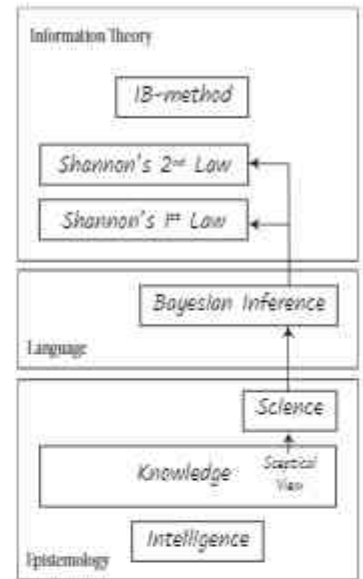 Information Theory
IB-method
Shannon's 2nd Law
Shannon's 1st Law
Bayesian Inference
Language
Science
Knowledge
Sceptical
View
Intelligence
Epistemology